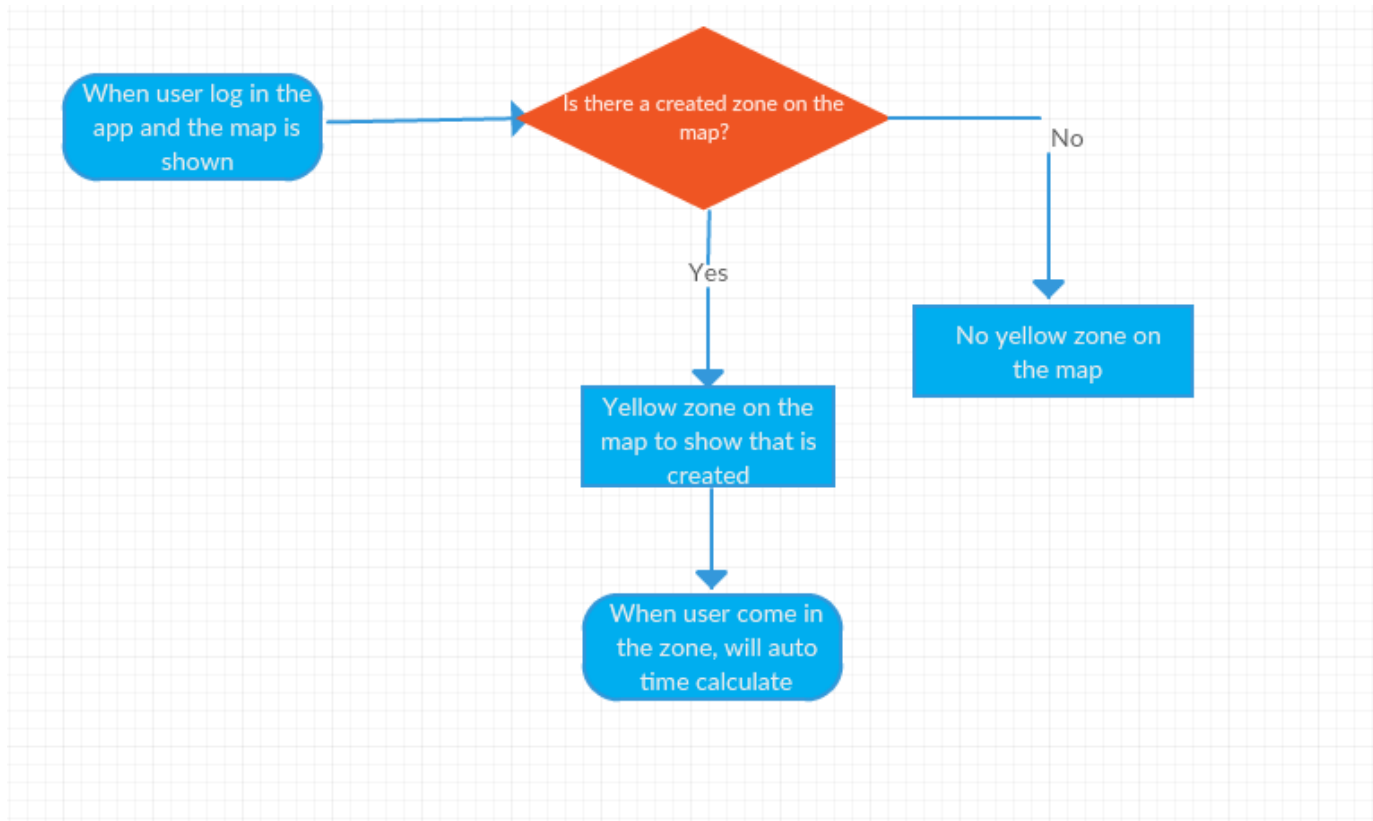 When user log in the
app and the map is
shown
Is there a created zone on the
map?
No
Yes
No yellow zone on
the map
Yellow zone on the
map to show that is
created
When user come in
the zone, will auto
time calculate